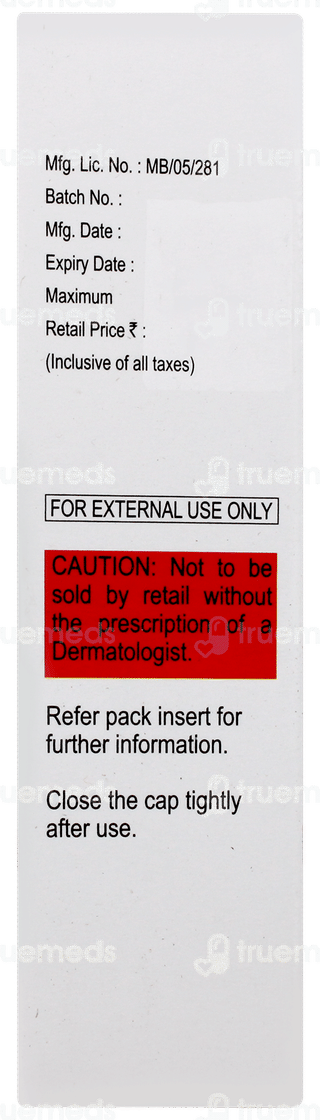 Mfg. Lic. No. : MB/05/281
Batch No. :
Mfg. Date :
Expiry Date :
Maximum
Retail Price ₹ :
(Inclusive of all taxes)
FOR EXTERNAL USE ONLY
CAUTION: Not to be
sold by retail without
the prescription of a
Dermatologist.
Refer pack insert for
further information.
Close the cap tightly
after use.
truemeds